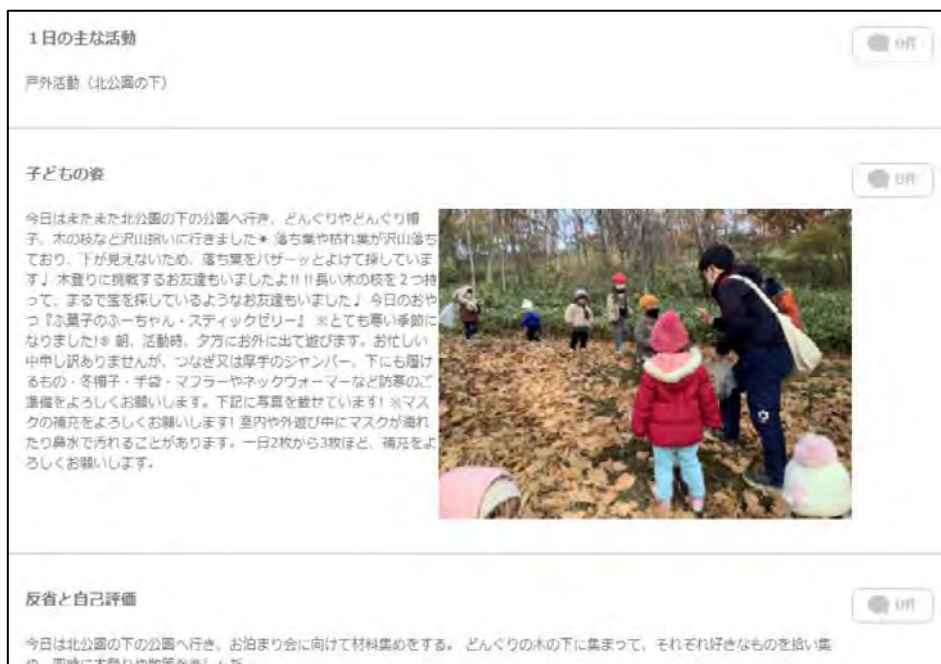 １日の主な活動
0件
戸外活動（北公園の下）
子どもの姿
0件
今日はまたまた北公園の下の公園へ行き、どんぐりやどんぐり帽
子、木の枝など沢山拾いに行きました★ 落ち葉や枯れ葉が沢山落ち
ており、下が見えないため、落ち葉をバサーッとよけて探していま
す♩ 木登りに挑戦するお友達もいましたよ!!!!長い木の枝を２つ持
って、まるで宝を探しているようなお友達もいました♩ 今日のおや
つ『ふ菓子のふーちゃん・スティックゼリー』 ※とても寒い季節に
なりました!※ 朝、活動時、夕方にお外に出て遊びます。お忙しい
中申し訳ありませんが、つなぎ又は厚手のジャンパー、下にも履け
るもの・冬帽子・手袋・マフラーやネックウォーマーなど防寒のご
準備をよろしくお願いします。下記に写真を載せています! ※マス
クの補充をよろしくお願いします! 室内や外遊び中にマスクが濡れ
たり鼻水で汚れることがあります。一日2枚から3枚ほど、補充をよ
ろしくお願いします。
反省と自己評価
0件
今日は北公園の下の公園へ行き、お泊まり会に向けて材料集めをする。 どんぐりの木の下に集まって、それぞれ好きなものを拾い集